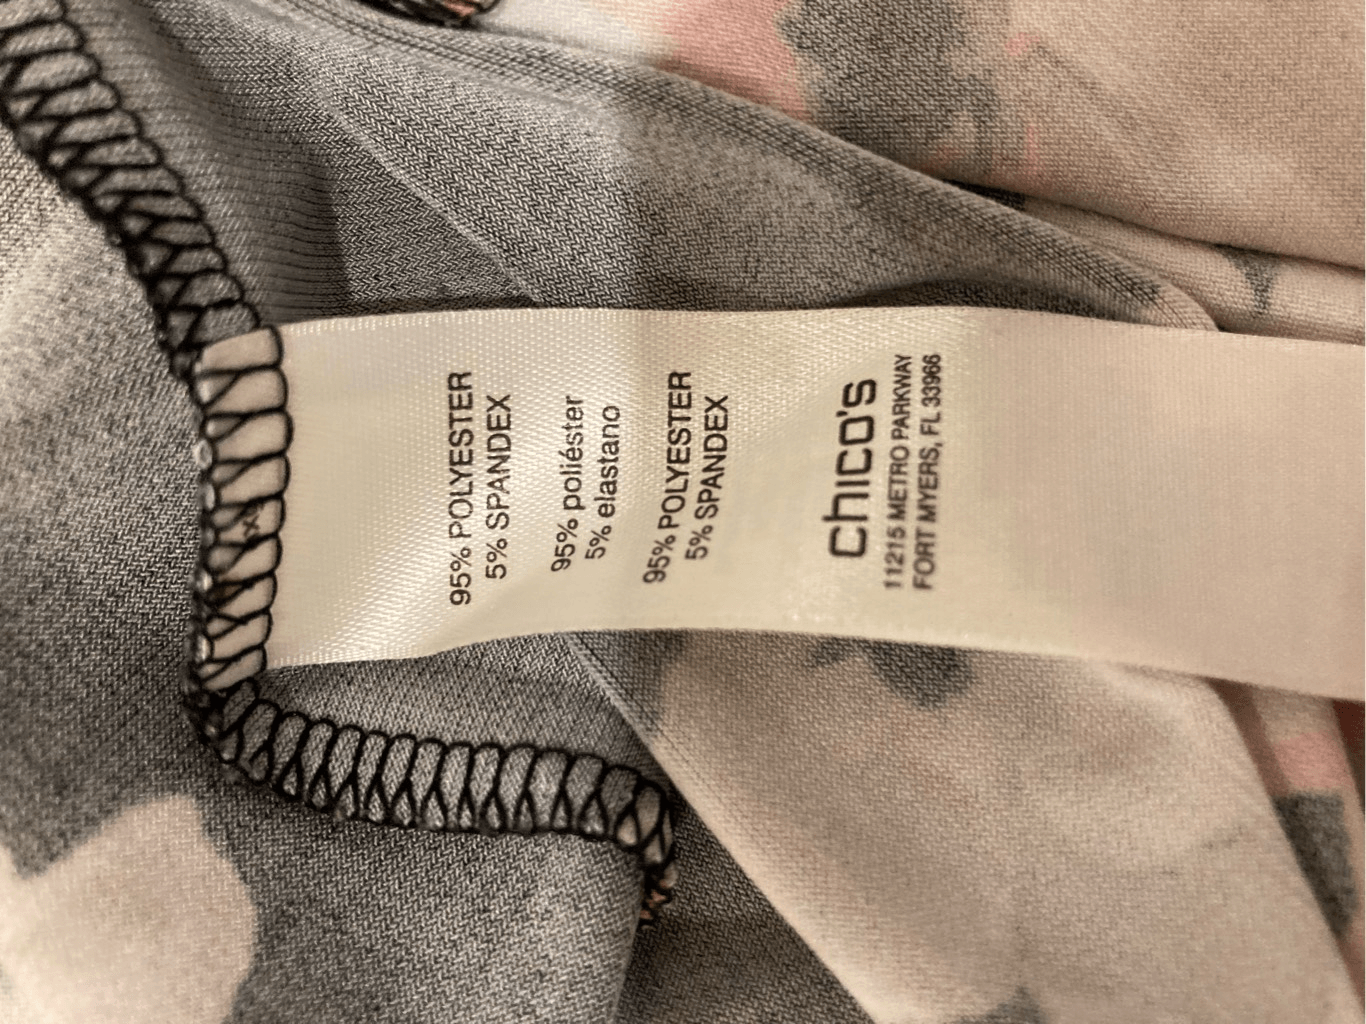 95% POLYESTER
5% SPANDEX
95% poliéster
5% elastano
95% POLYESTER
5% SPANDEX
chico's
11215 METRO PARKWAY
FORT MYERS, FL 33966